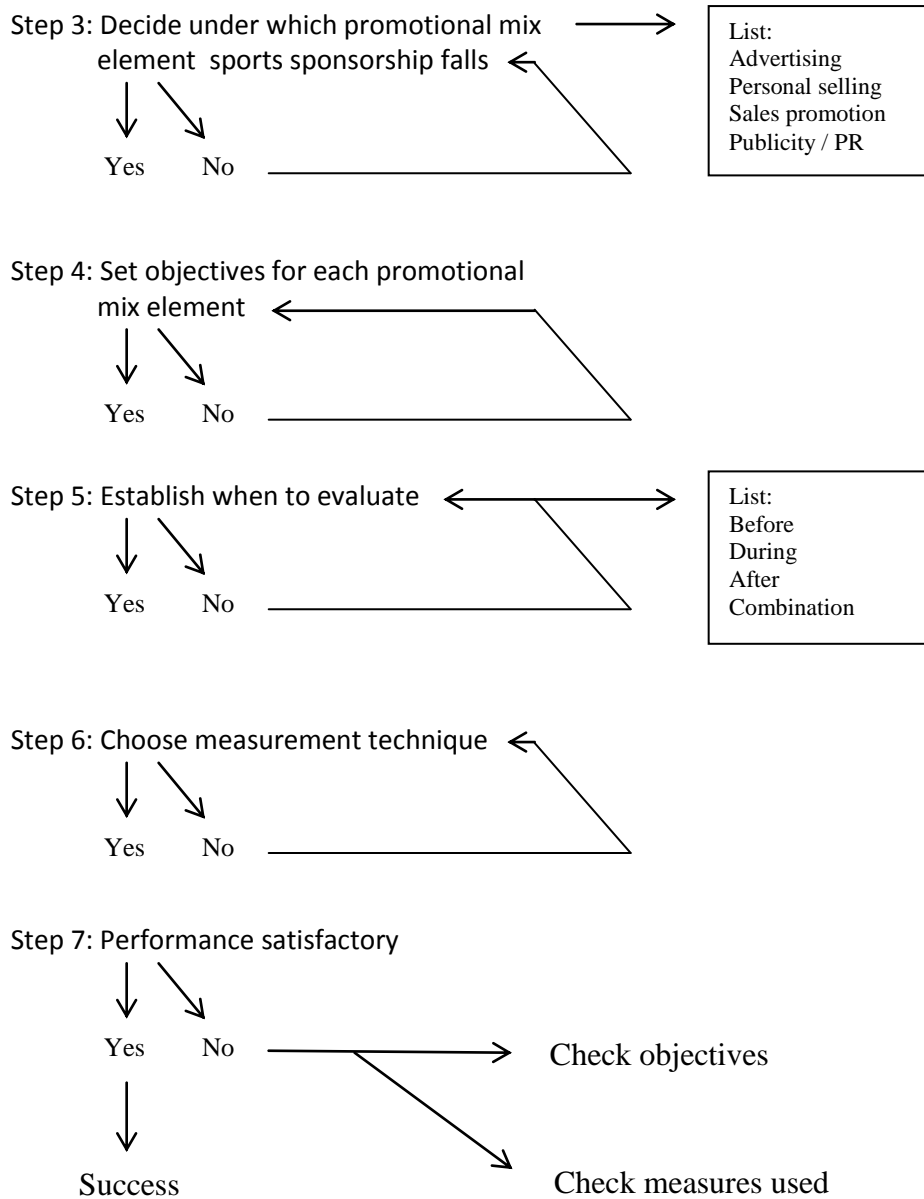 Step 3: Decide under which promotional mix
element sports sponsorship falls
List:
Advertising
Personal selling
Sales promotion
Publicity / PR
Yes No
Step 4: Set objectives for each promotional
mix element
Yes No
Step 5: Establish when to evaluate
List:
Before
During
After
Combination
Yes No
Step 6: Choose measurement technique
Yes No
Step 7: Performance satisfactory
Yes No
Check objectives
Success
Check measures used